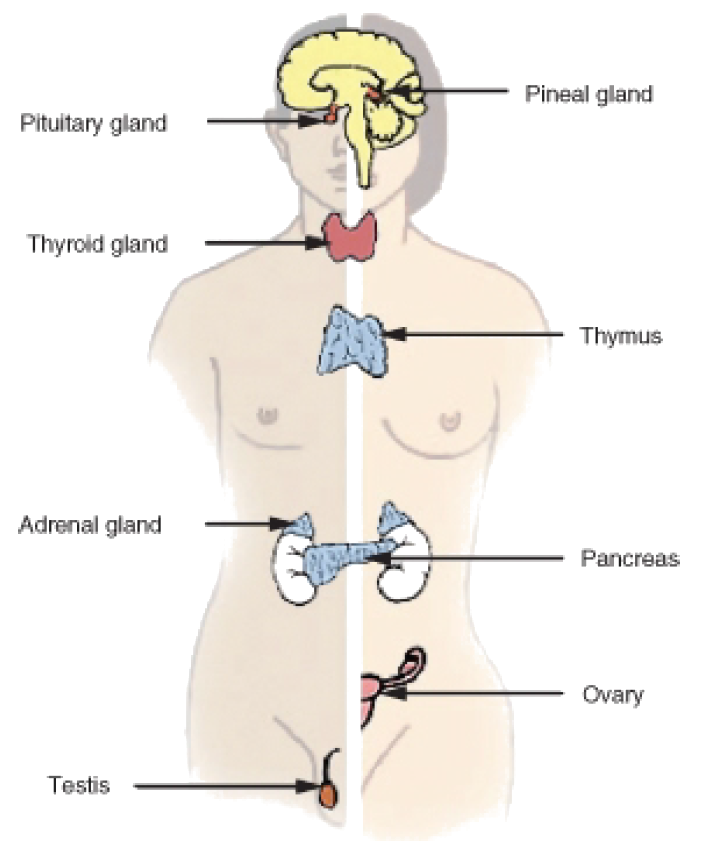 Pineal gland
Pituitary gland
Thyroid gland
Thymus
Adrenal gland
Pancreas
Ovary
Testis